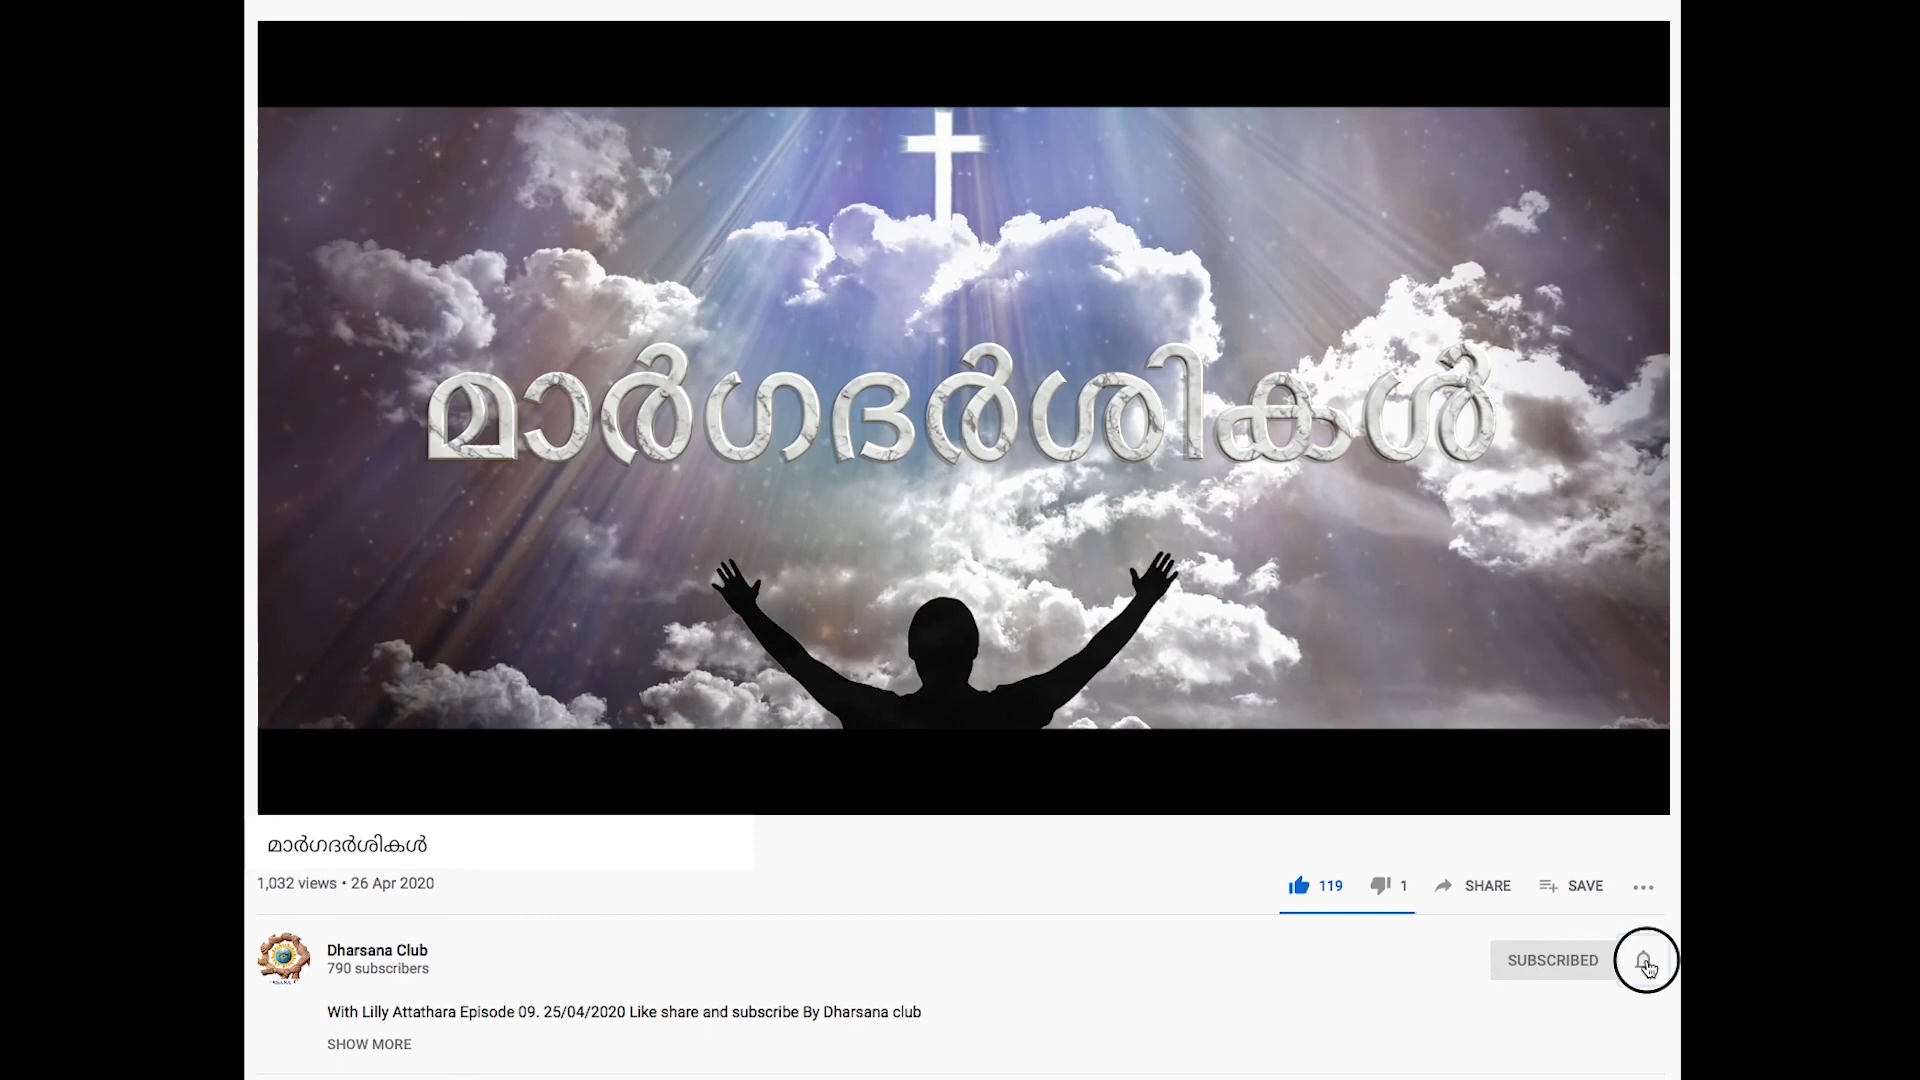 മാർഗദർശികൾ
മാർഗദർശികൾ
1,032 views • 26 Apr 2020
119
1
SHARE
SAVE
Dharsana Club
790 subscribers
SUBSCRIBED
With Lilly Attathara Episode 09. 25/04/2020 Like share and subscribe By Dharsana club
SHOW MORE